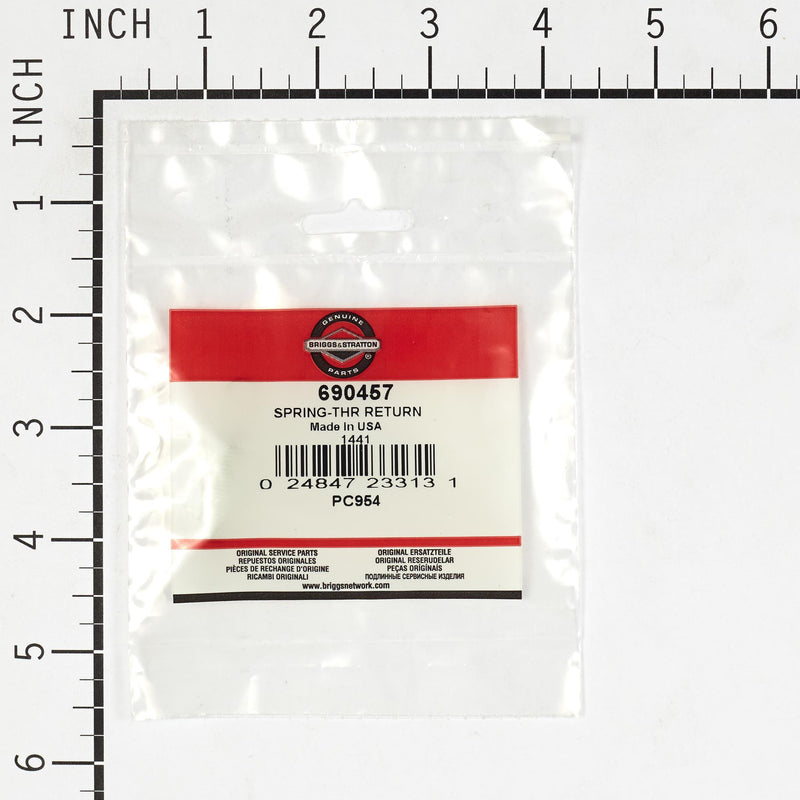 INCH 1 2 3 4 5 6
INCH
1
2
3
4
5
6
GENUINE
BRIGGS & STRATTON
PARTS ®
690457
SPRING-THR RETURN
Made In USA
1441
0 24847 23313 1
PC954
ORIGINAL SERVICE PARTS
REPUESTOS ORIGINALES
PIÈCES DE RECHANGE D'ORIGINE
RICAMBI ORIGINALI
ORIGINAL ERSATZTEILE
ORIGINAL RESERUDELAR
PEÇAS ORIGÍNAIS
ПОДЛИННЫЕ СЕРВИСНЫЕ ИЗДЕЛИЯ
www.briggsnetwork.com